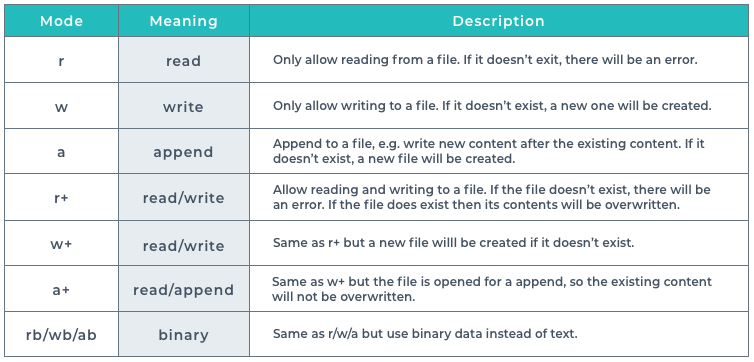 Mode Meaning Description
r read Only allow reading from a file. If it doesn’t exit, there will be an error.
w write Only allow writing to a file. If it doesn’t exist, a new one will be created.
a append Append to a file, e.g. write new content after the existing content. If it
doesn’t exist, a new file will be created.
r+ read/write Allow reading and writing to a file. If the file doesn’t exist, there will be
an error. If the file does exist then its contents will be overwritten.
w+ read/write Same as r+ but a new file willl be created if it doesn’t exist.
a+ read/append Same as w+ but the file is opened for a append, so the existing content
will not be overwritten.
rb/wb/ab binary Same as r/w/a but use binary data instead of text.